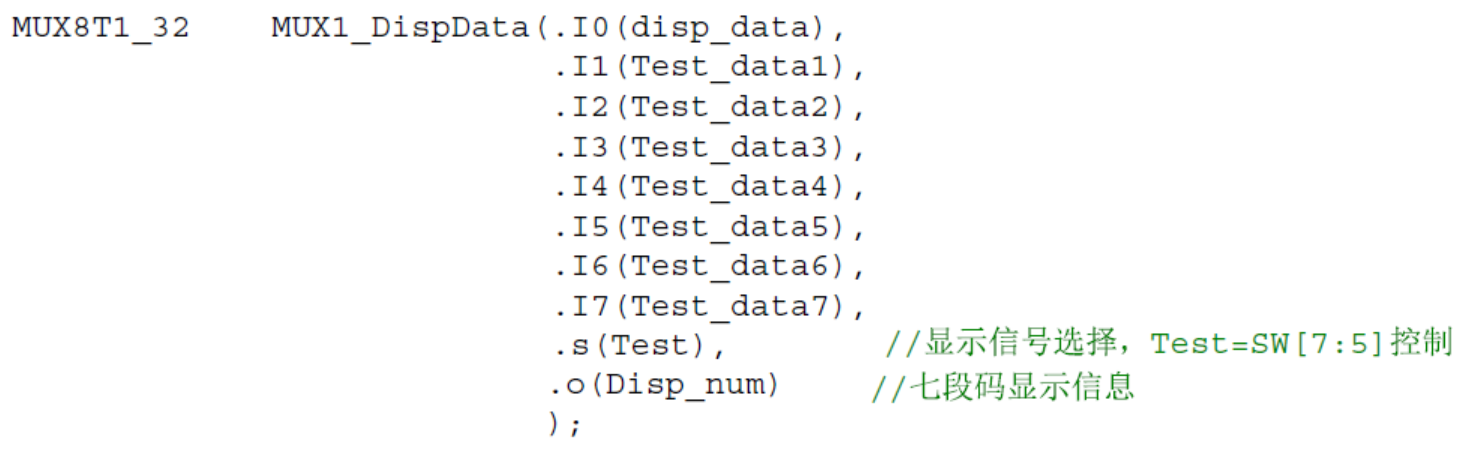 MUX8T1_32 MUX1_DispData(.I0(disp_data),
.I1(Test_data1),
.I2(Test_data2),
.I3(Test_data3),
.I4(Test_data4),
.I5(Test_data5),
.I6(Test_data6),
.I7(Test_data7),
.s(Test), //显示信号选择，Test=SW[7:5]控制
.o(Disp_num) //七段码显示信息
);